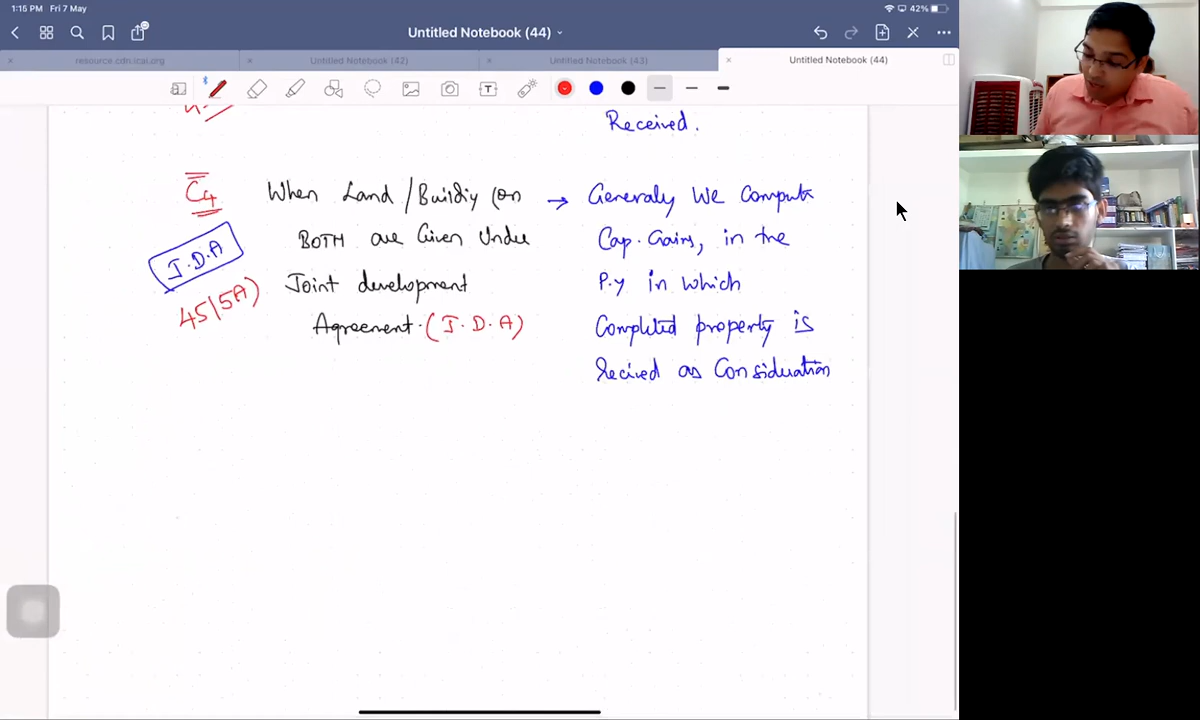 1:15 PM Fri 7 May
42%
Untitled Notebook (44)
resource.cdn.icai.org
Untitled Notebook (42)
Untitled Notebook (43)
Untitled Notebook (44)
Received.
C4
When Land/Buildiy (on → Generaly We Compute
J.D.A
BOTH are Given Under Cap. Gains, in the
45(5A)
Joint development P.y in which
Agreement. (J.D.A) Completed property is
Recived as Consideration